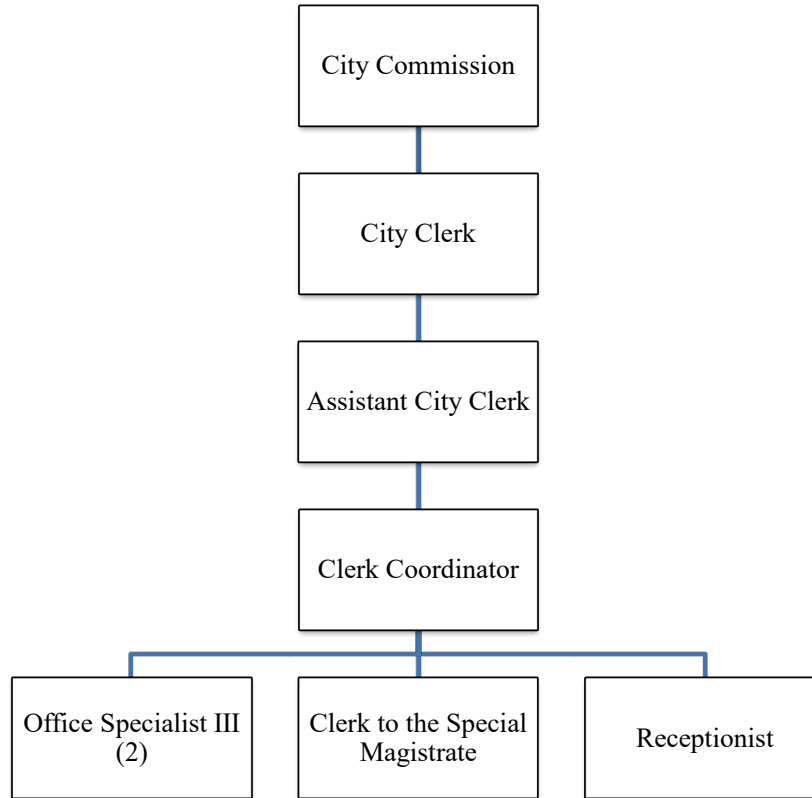 City Commission
City Clerk
Assistant City Clerk
Clerk Coordinator
Office Specialist III
(2)
Clerk to the Special
Magistrate
Receptionist